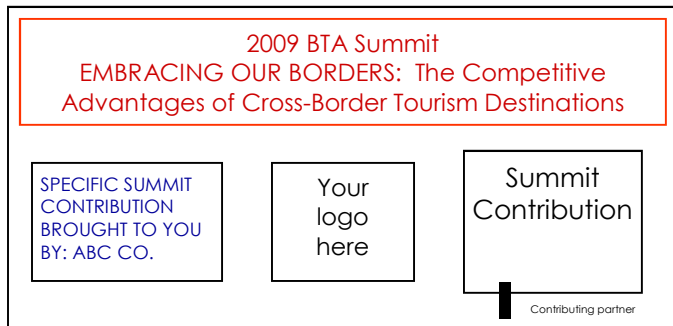 2009 BTA Summit
EMBRACING OUR BORDERS: The Competitive
Advantages of Cross-Border Tourism Destinations
SPECIFIC SUMMIT
CONTRIBUTION
BROUGHT TO YOU
BY: ABC CO.
Your
logo
here
Summit
Contribution
Contributing partner